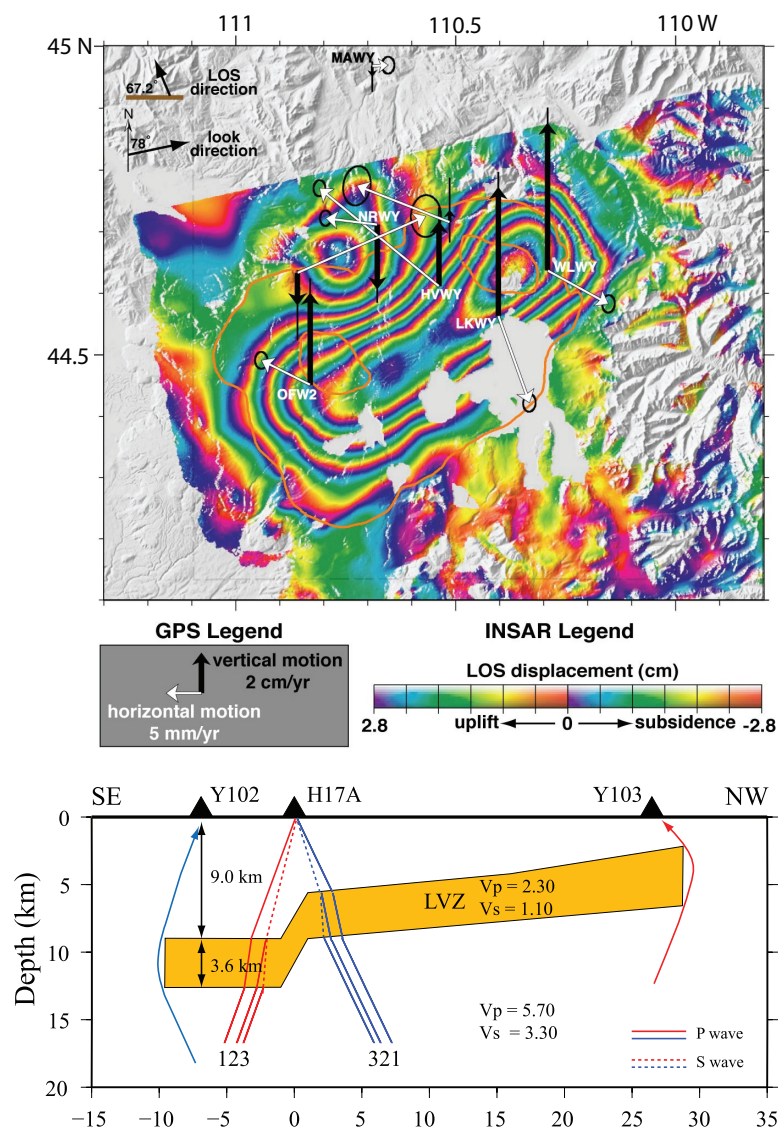 111 110.5 110 W
45 N
MAWY
67.2° LOS
direction
N
78° look
direction
NRWY
HVWY
WLWY
LKWY
44.5
OFW2
GPS Legend
vertical motion
2 cm/yr
horizontal motion
5 mm/yr
INSAR Legend
LOS displacement (cm)
2.8 uplift 0 subsidence -2.8
SE Y102 H17A Y103 NW
0
9.0 km
5
LVZ
Vp = 2.30
Vs = 1.10
Depth (km)
10
3.6 km
Vp = 5.70
Vs = 3.30
15
123 321
P wave
S wave
20
−15 −10 −5 0 5 10 15 20 25 30 35